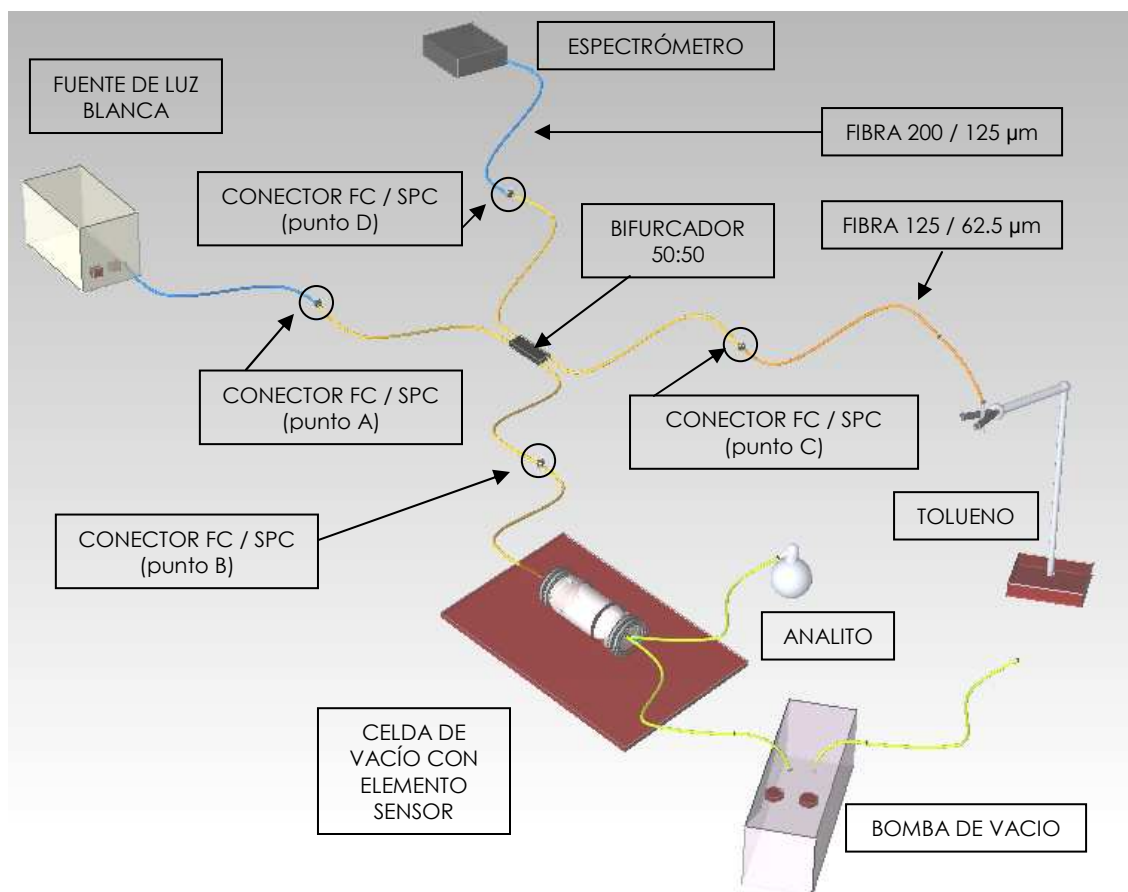 ESPECTRÓMETRO
FUENTE DE LUZ
BLANCA
FIBRA 200 / 125 µm
CONECTOR FC / SPC
(punto D)
BIFURCADOR
50:50
FIBRA 125 / 62.5 µm
CONECTOR FC / SPC
(punto A)
CONECTOR FC / SPC
(punto C)
TOLUENO
CONECTOR FC / SPC
(punto B)
ANALITO
CELDA DE
VACÍO CON
ELEMENTO
SENSOR
BOMBA DE VACIO